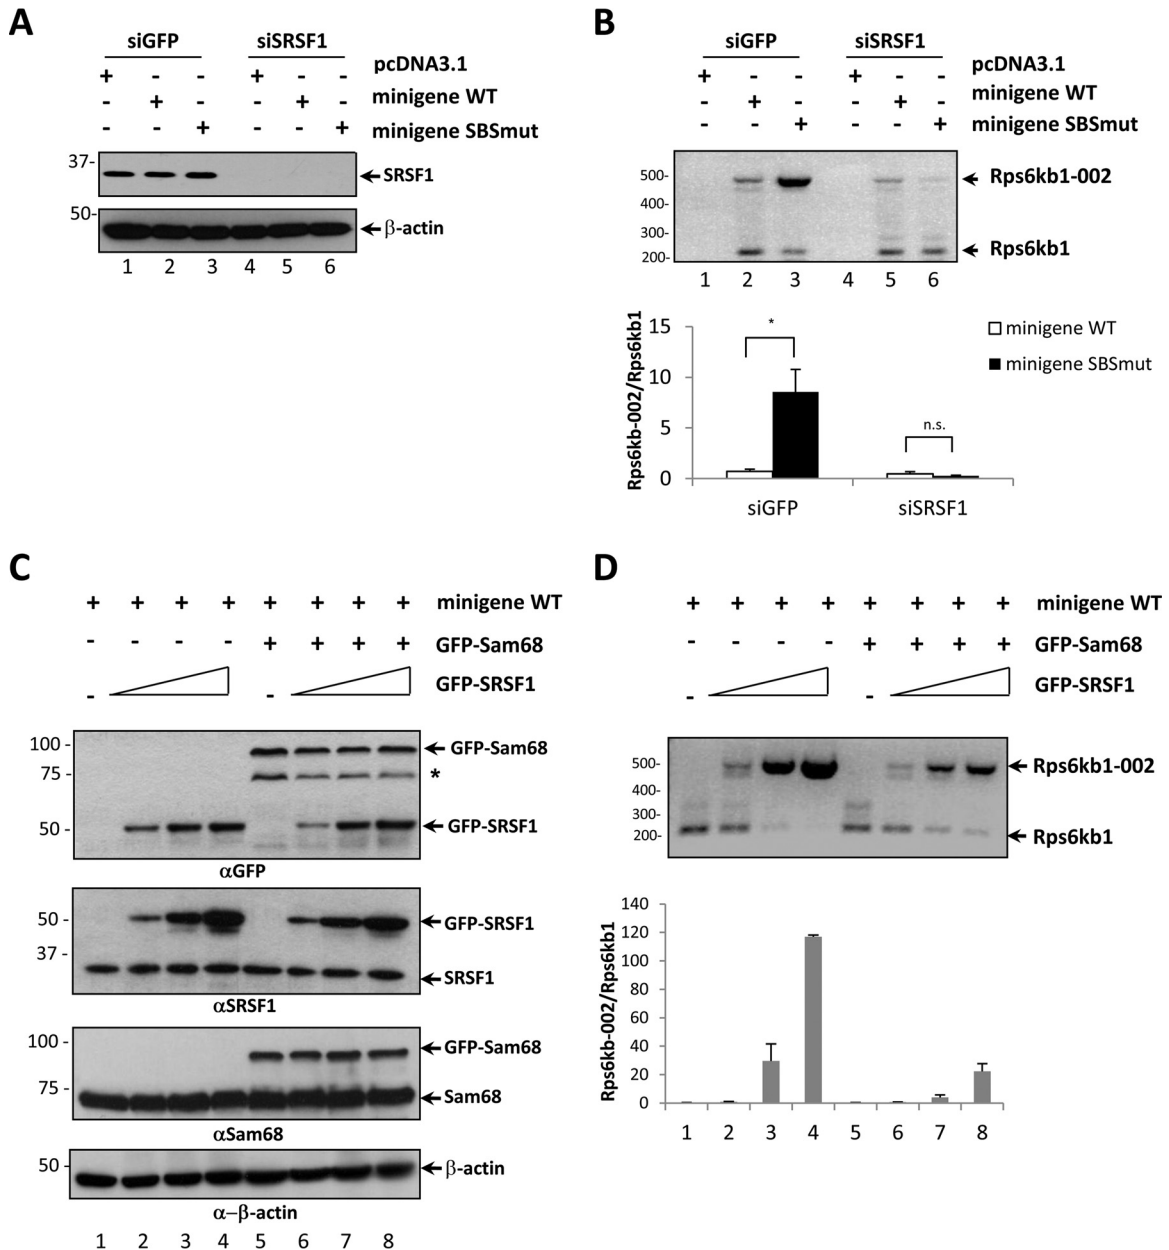 A
siGFP siSRSF1
+ - - + - - pcDNA3.1
- + - - + - minigene WT
- - + - - + minigene SBSmut
37-
SRSF1
50-
β-actin
1 2 3 4 5 6
B
siGFP siSRSF1
+ - - + - - pcDNA3.1
- + - - + - minigene WT
- - + - - + minigene SBSmut
500-
Rps6kb1-002
400-
300-
Rps6kb1
200-
1 2 3 4 5 6
Rps6kb-002/Rps6kb1
15
10
5
0
*
n.s.
minigene WT
minigene SBSmut
siGFP siSRSF1
C
+ + + + + + + + minigene WT
- - - - + + + + GFP-Sam68
- - GFP-SRSF1
100 -
GFP-Sam68
75 -
*
50 -
GFP-SRSF1
αGFP
50 -
GFP-SRSF1
37 -
SRSF1
αSRSF1
100 -
GFP-Sam68
75 -
Sam68
αSam68
50 -
β-actin
α–β-actin
1 2 3 4 5 6 7 8
D
+ + + + + + + + minigene WT
- - - - + + + + GFP-Sam68
- - GFP-SRSF1
500-
Rps6kb1-002
400-
300-
200-
Rps6kb1
Rps6kb-002/Rps6kb1
140
120
100
80
60
40
20
0
1 2 3 4 5 6 7 8